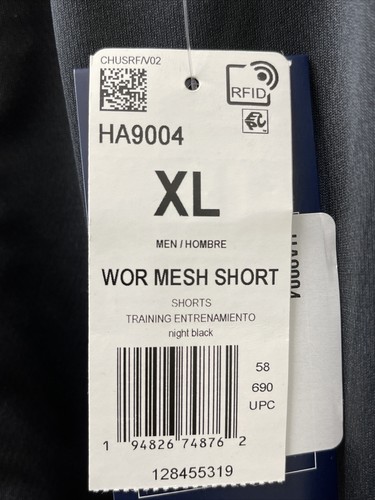 CHUSRF/V02
RFID
HA9004
XL
MEN / HOMBRE
WOR MESH SHORT
SHORTS
TRAINING ENTRENAMIENTO
night black
58
690
UPC
1 94826 74876 2
128455319